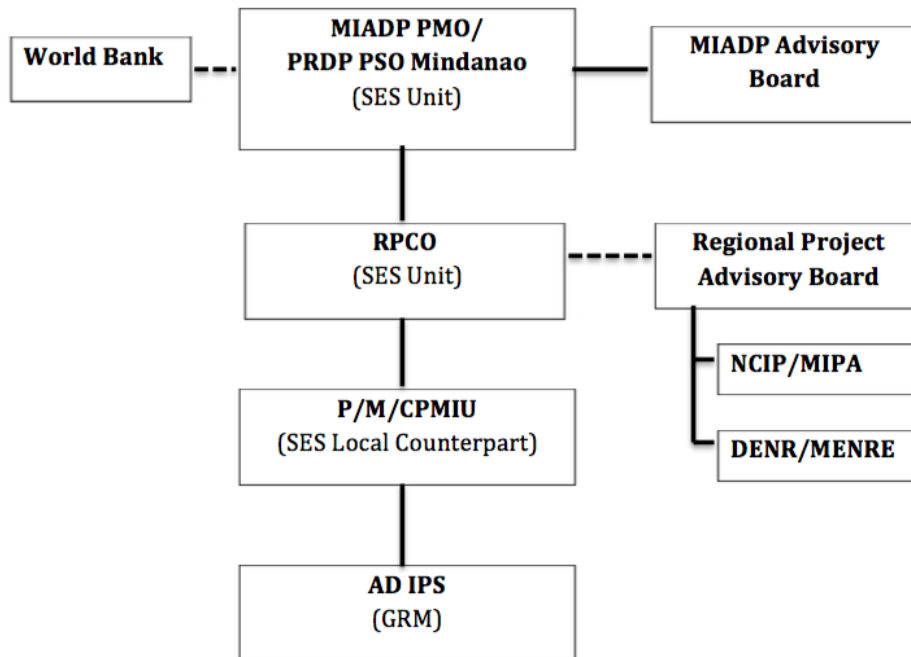 World Bank
MIADP PMO/
PRDP PSO Mindanao
(SES Unit)
MIADP Advisory
Board
RPCO
(SES Unit)
Regional Project
Advisory Board
NCIP/MIPA
P/M/CPMIU
(SES Local Counterpart)
DENR/MENRE
AD IPS
(GRM)